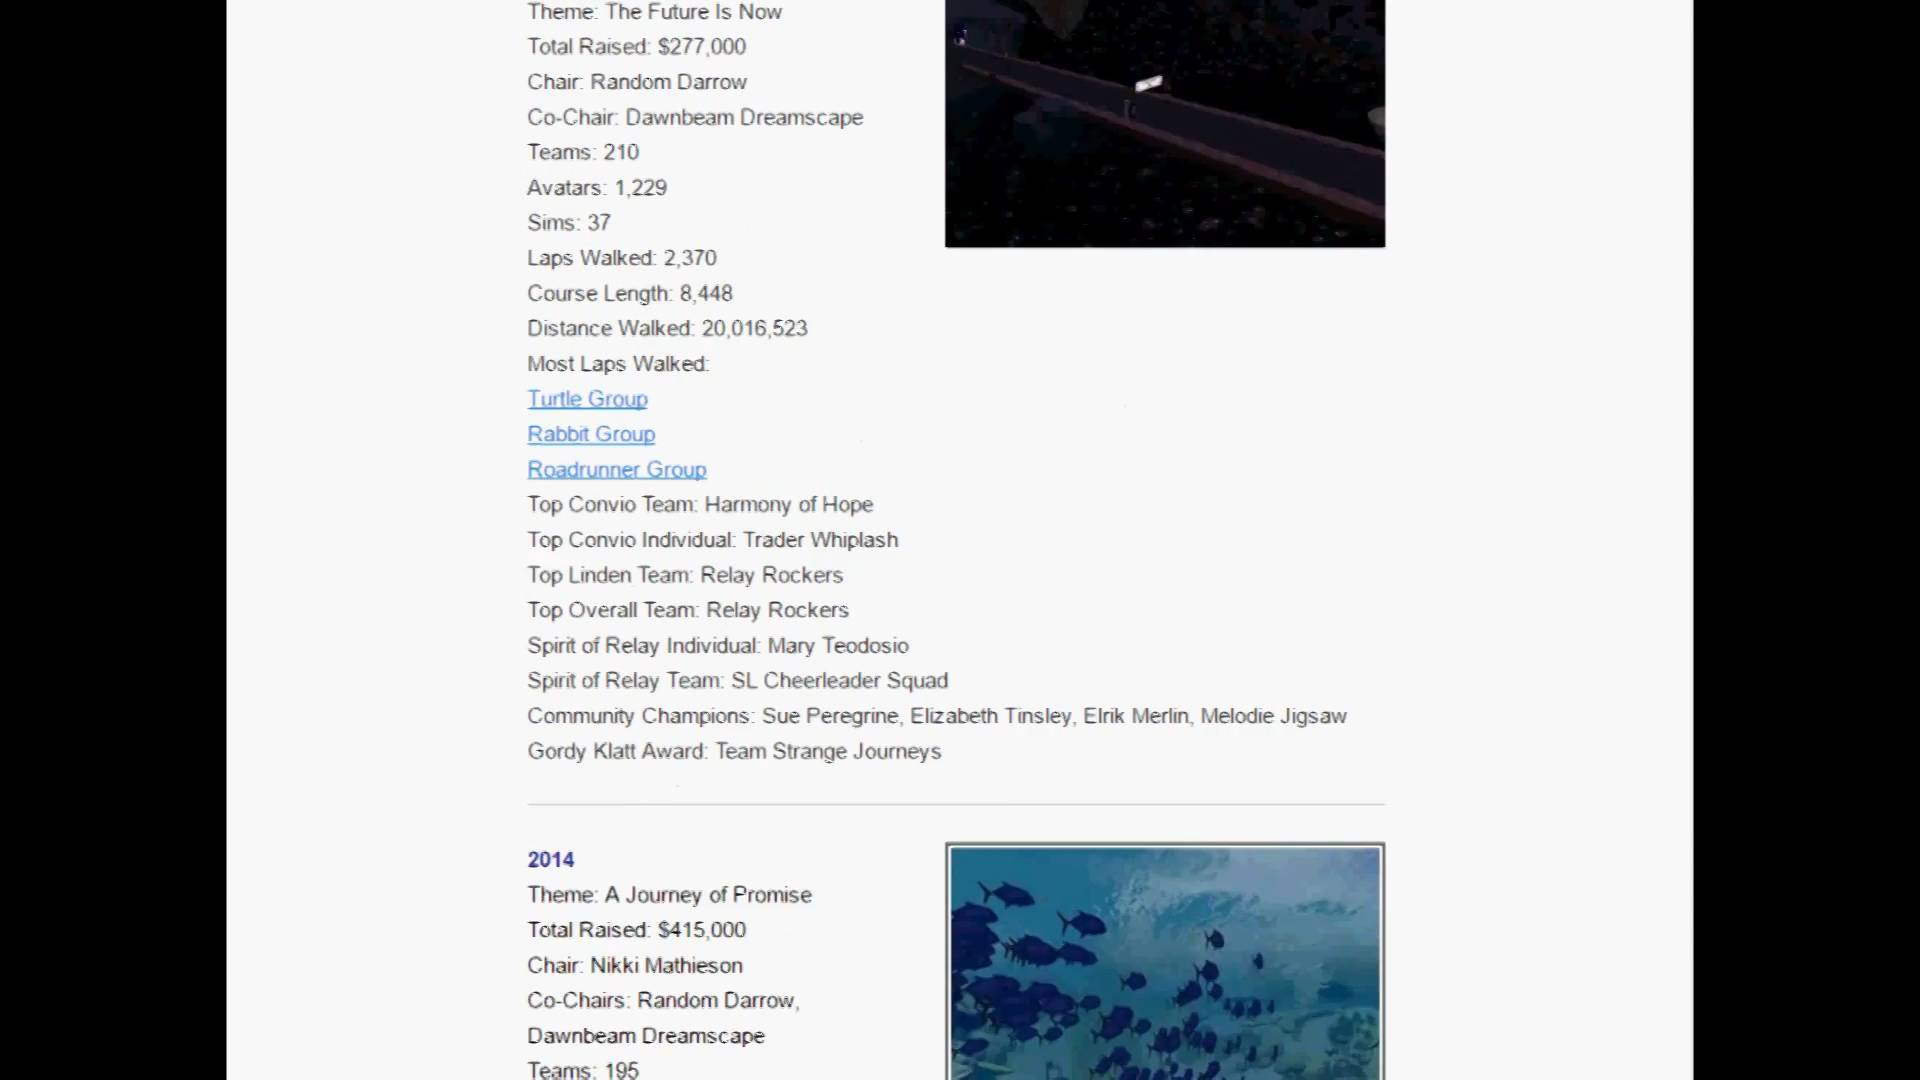 Theme: The Future Is Now
Total Raised: $277,000
Chair: Random Darrow
Co-Chair: Dawnbeam Dreamscape
Teams: 210
Avatars: 1,229
Sims: 37
Laps Walked: 2,370
Course Length: 8,448
Distance Walked: 20,016,523
Most Laps Walked:
Turtle Group
Rabbit Group
Roadrunner Group
Top Convio Team: Harmony of Hope
Top Convio Individual: Trader Whiplash
Top Linden Team: Relay Rockers
Top Overall Team: Relay Rockers
Spirit of Relay Individual: Mary Teodosio
Spirit of Relay Team: SL Cheerleader Squad
Community Champions: Sue Peregrine, Elizabeth Tinsley, Elrik Merlin, Melodie Jigsaw
Gordy Klatt Award: Team Strange Journeys
2014
Theme: A Journey of Promise
Total Raised: $415,000
Chair: Nikki Mathieson
Co-Chairs: Random Darrow,
Dawnbeam Dreamscape
Teams: 195